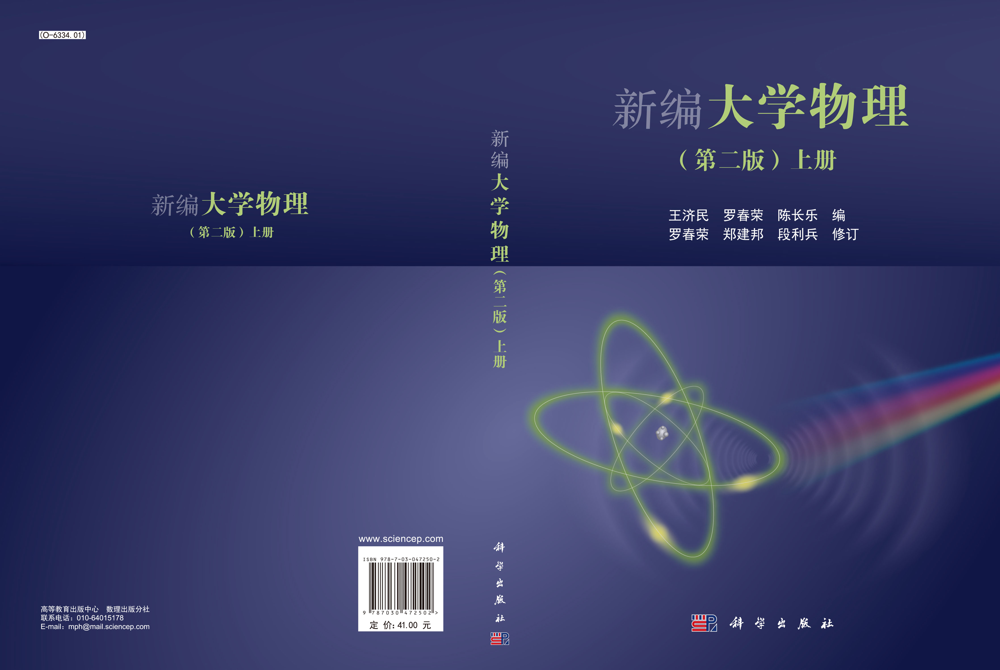 (O-6334.01)
新编大学物理
（第二版）上册
www.sciencep.com
ISBN 978-7-03-047250-2
9 787030 472502 >
定 价: 41.00 元
高等教育出版中心 数理出版分社
联系电话：010-64015178
E-mail：mph@mail.sciencep.com
新编大学物理（第二版）上册
科学出版社
新编大学物理
（第二版）上册
王济民 罗春荣 陈长乐 编
罗春荣 郑建邦 段利兵 修订
科学出版社